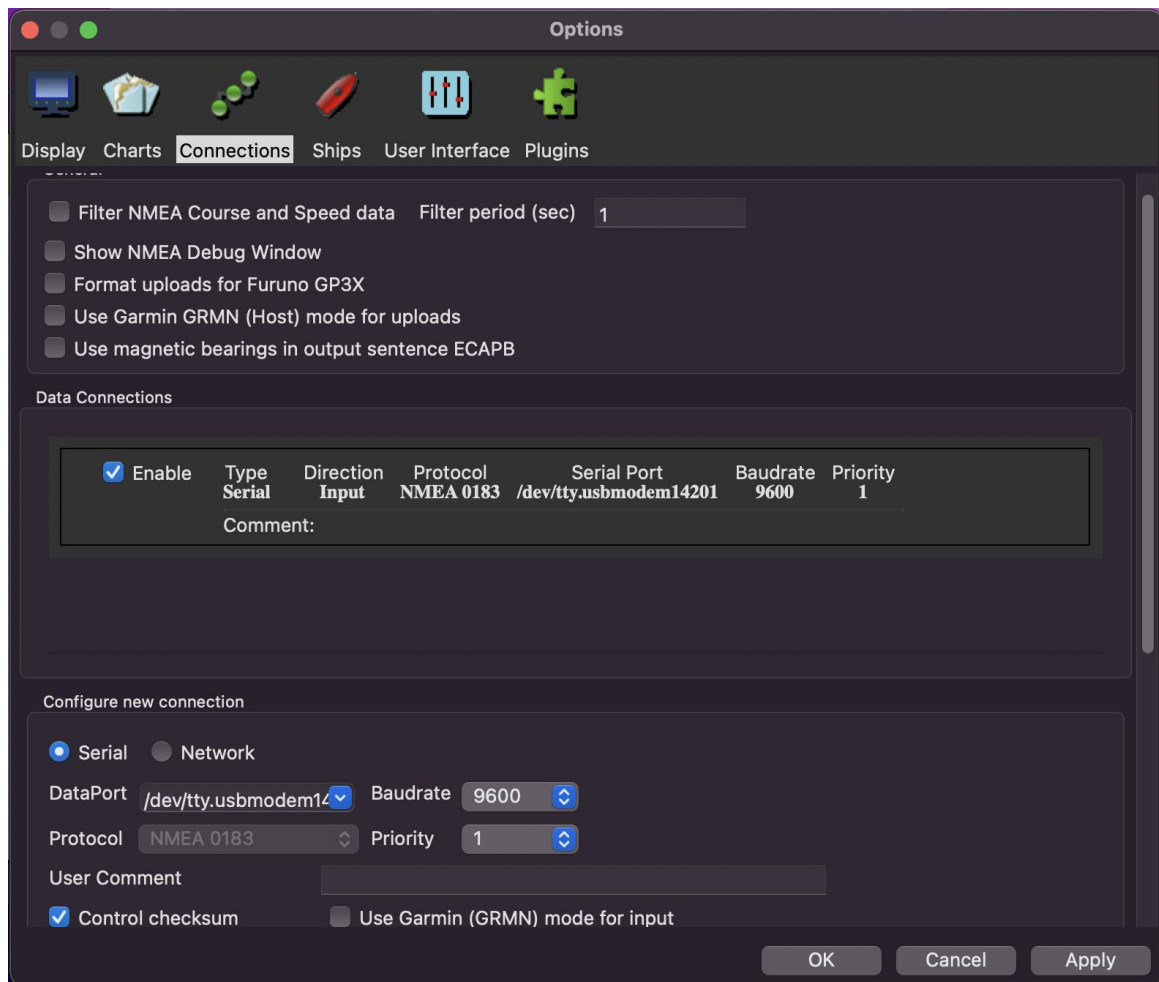 Options
Display Charts Connections Ships User Interface Plugins
General
Filter NMEA Course and Speed data Filter period (sec) 1
Show NMEA Debug Window
Format uploads for Furuno GP3X
Use Garmin GRMN (Host) mode for uploads
Use magnetic bearings in output sentence ECAPB
Data Connections
Enable Type Direction Protocol Serial Port Baudrate Priority
Serial Input NMEA 0183 /dev/tty.usbmodem14201 9600 1
Comment:
Configure new connection
Serial Network
DataPort /dev/tty.usbmodem14 Baudrate 9600
Protocol NMEA 0183 Priority 1
User Comment
Control checksum Use Garmin (GRMN) mode for input
OK Cancel Apply